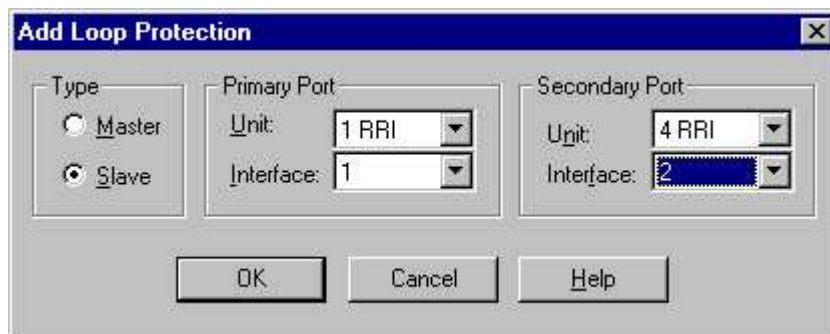 Add Loop Protection
Type
Master
Slave
Primary Port
Unit: 1 RRI
Interface: 1
Secondary Port
Unit: 4 RRI
Interface: 2
OK Cancel Help